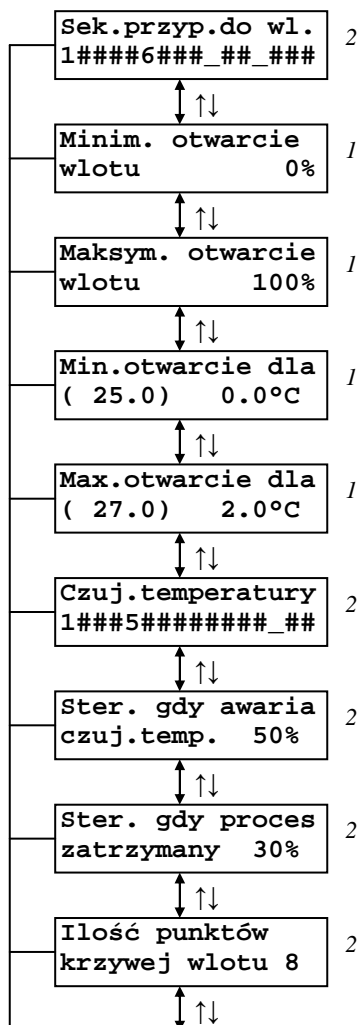 Sek.przyp.do wl.
1####6###_##_###
2
↑↓
Minim. otwarcie
wlotu 0%
1
↑↓
Maksym. otwarcie
wlotu 100%
1
↑↓
Min.otwarcie dla
( 25.0) 0.0°C
1
↑↓
Max.otwarcie dla
( 27.0) 2.0°C
1
↑↓
Czuj.temperatury
1###5#########_##
2
↑↓
Ster. gdy awaria
czuj.temp. 50%
2
↑↓
Ster. gdy proces
zatrzymany 30%
2
↑↓
Ilość punktów
krzywej wlotu 8
2
↑↓